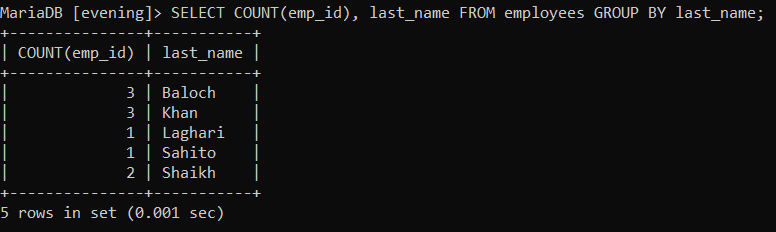 MariaDB [evening]> SELECT COUNT(emp_id), last_name FROM employees GROUP BY last_name;
+---------------+-----------+
| COUNT(emp_id) | last_name |
+---------------+-----------+
|             3 | Baloch    |
|             3 | Khan      |
|             1 | Laghari   |
|             1 | Sahito    |
|             2 | Shaikh    |
+---------------+-----------+
5 rows in set (0.001 sec)